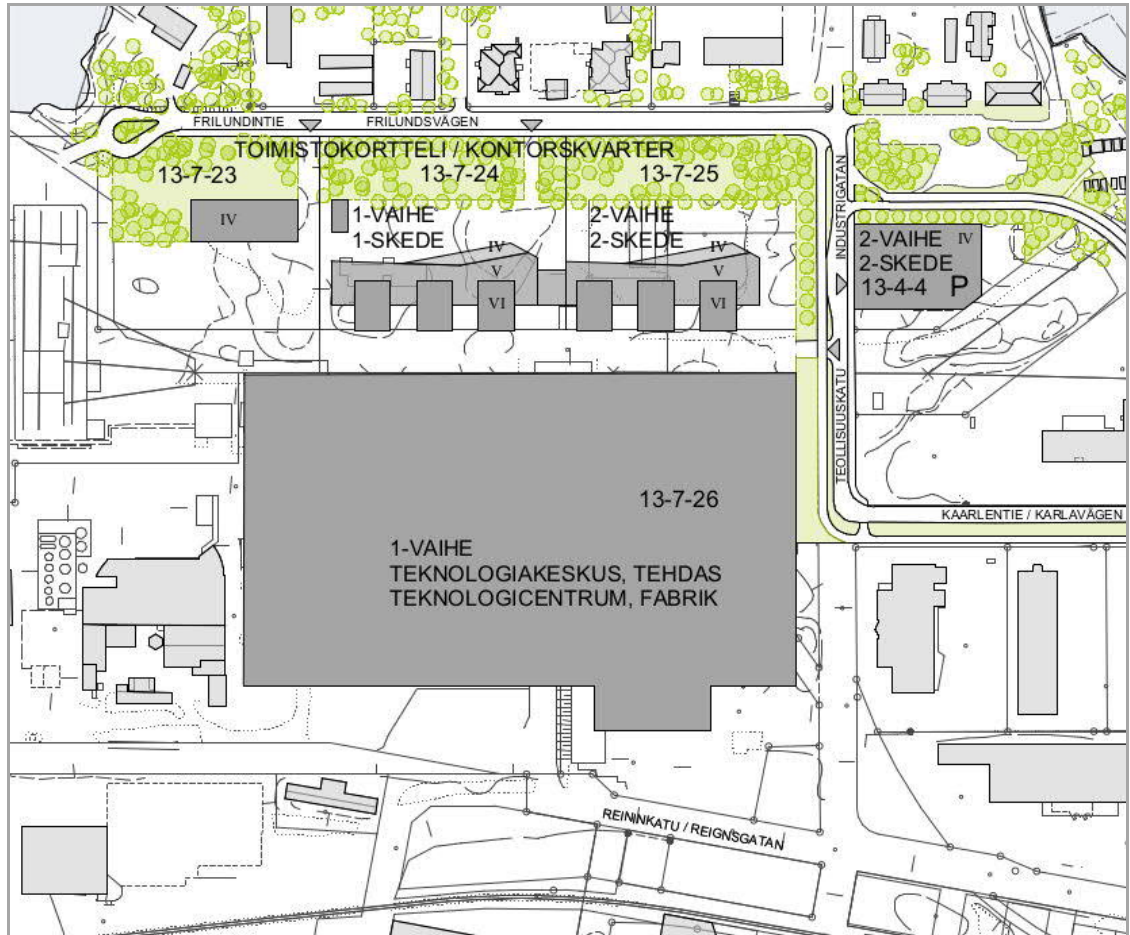 FRILUNDINTIE
FRILUNDSVÄGEN
TOIMISTOKORTTELI / KONTORSKVARTER
13-7-23
13-7-24
13-7-25
INDUSTRIGATAN
IV
1-VAIHE
1-SKEDE
IV
V
VI
2-VAIHE
2-SKEDE
IV
V
VI
2-VAIHE IV
2-SKEDE
13-4-4 P
TEOLLISUUSKATU
13-7-26
KAARLENTIE / KARLAVÄGEN
1-VAIHE
TEKNOLOGIAKESKUS, TEHDAS
TEKNOLOGICENTRUM, FABRIK
REININKATU / REIGNSGATAN